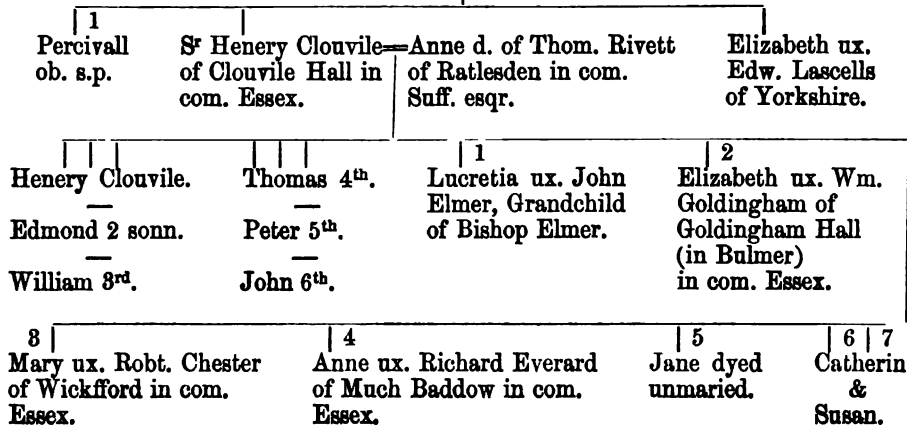 1
Percivall
ob. s.p.
Sr Henery Clouvile=Anne d. of Thom. Rivett
of Clouvile Hall in
com. Essex.
of Ratlesden in com.
Suff. esqr.
Elizabeth ux.
Edw. Lascells
of Yorkshire.
Henery Clouvile.
Edmond 2 sonn.
William 3rd.
Thomas 4th.
Peter 5th.
John 6th.
1
Lucretia ux. John
Elmer, Grandchild
of Bishop Elmer.
2
Elizabeth ux. Wm.
Goldingham of
Goldingham Hall
(in Bulmer)
in com. Essex.
3
Mary ux. Robt. Chester
of Wickfford in com.
Essex.
4
Anne ux. Richard Everard
of Much Baddow in com.
Essex.
5
Jane dyed
unmaried.
6 7
Catherin
&
Susan.